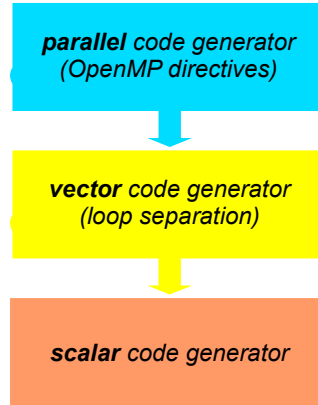 parallel code generator
(OpenMP directives)
vector code generator
(loop separation)
scalar code generator